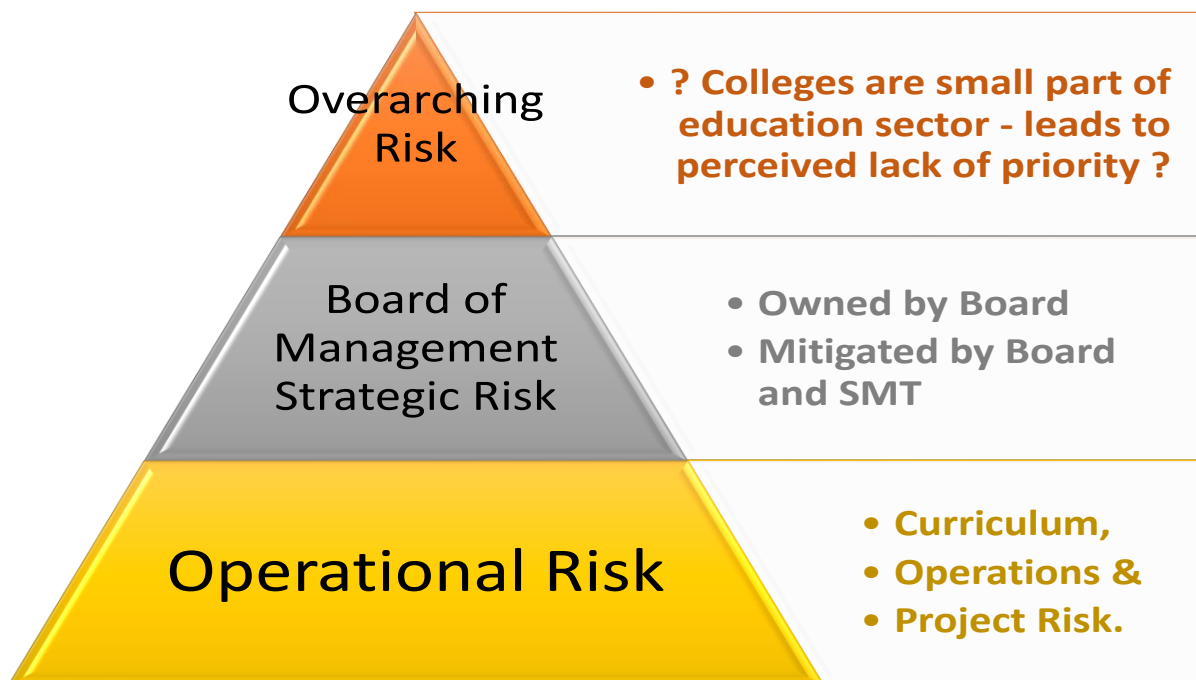 Overarching
Risk
• ? Colleges are small part of
education sector - leads to
perceived lack of priority ?
Board of
Management
Strategic Risk
• Owned by Board
• Mitigated by Board
and SMT
Operational Risk
• Curriculum,
• Operations &
• Project Risk.